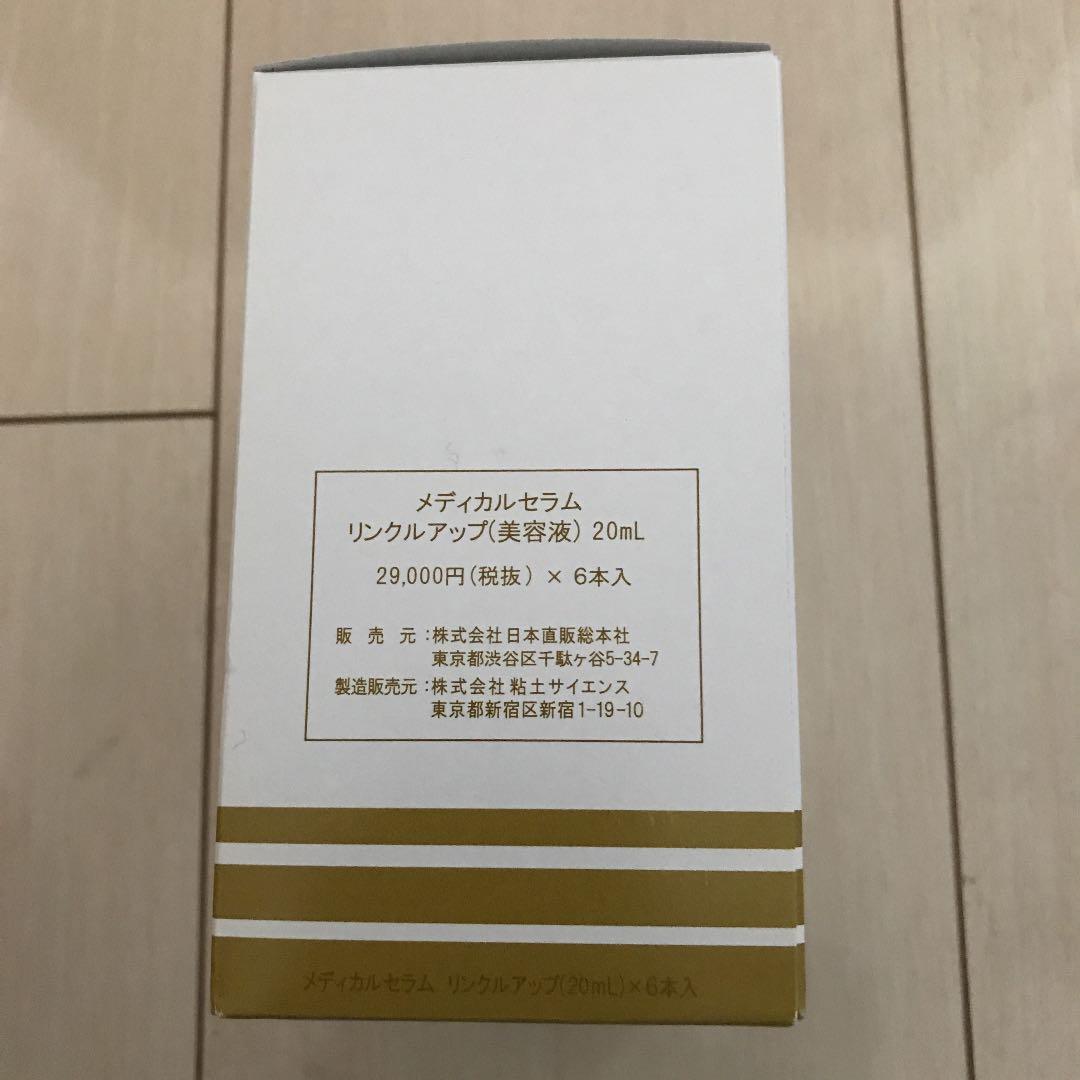 メディカルセラム
リンクルアップ(美容液) 20mL
29,000円(税抜) × 6本入
販 売 元 :株式会社日本直販総本社
東京都渋谷区千駄ヶ谷5-34-7
製造販売元:株式会社 粘土サイエンス
東京都新宿区新宿1-19-10
メディカルセラム リンクルアップ(20mL)×6本入